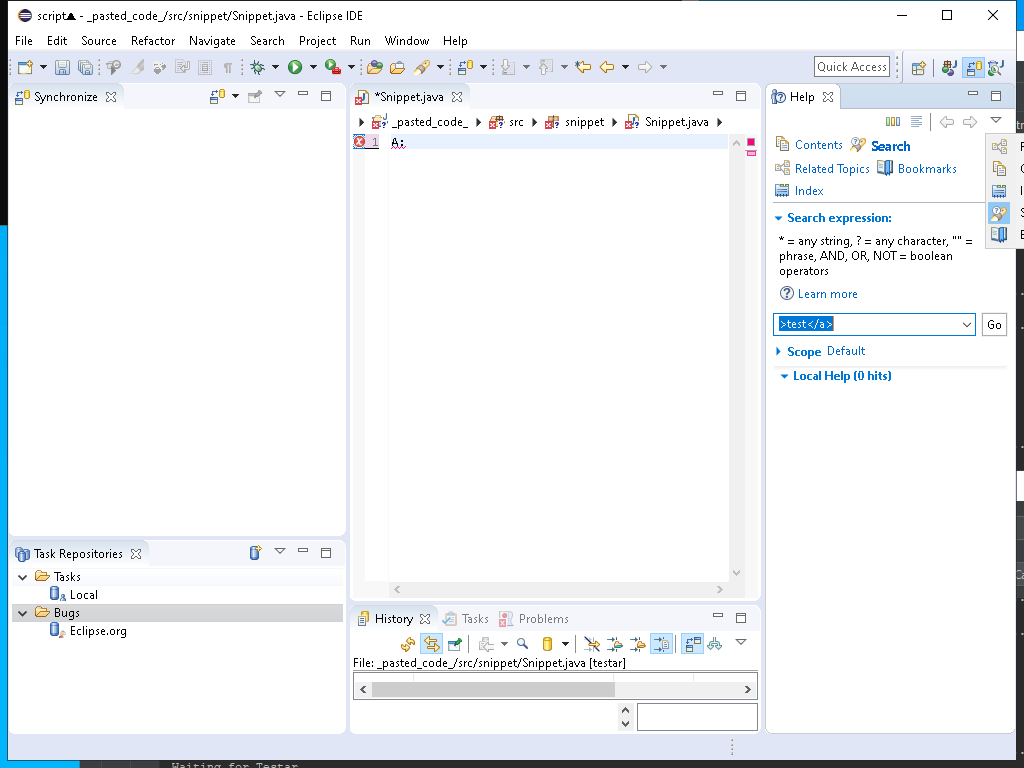 script▲ - _pasted_code_/src/snippet/Snippet.java - Eclipse IDE
File Edit Source Refactor Navigate Search Project Run Window Help
Quick Access
Synchronize
*Snippet.java
Help
_pasted_code_ src snippet Snippet.java
1 A:
Contents Search
Related Topics Bookmarks
Index
Search expression:
* = any string, ? = any character, "" =
phrase, AND, OR, NOT = boolean
operators
Learn more
>test</a>
Go
Scope Default
Local Help (0 hits)
Task Repositories
Tasks
Local
Bugs
Eclipse.org
History Tasks Problems
File: _pasted_code_/src/snippet/Snippet.java [testar]
Waiting for Testar